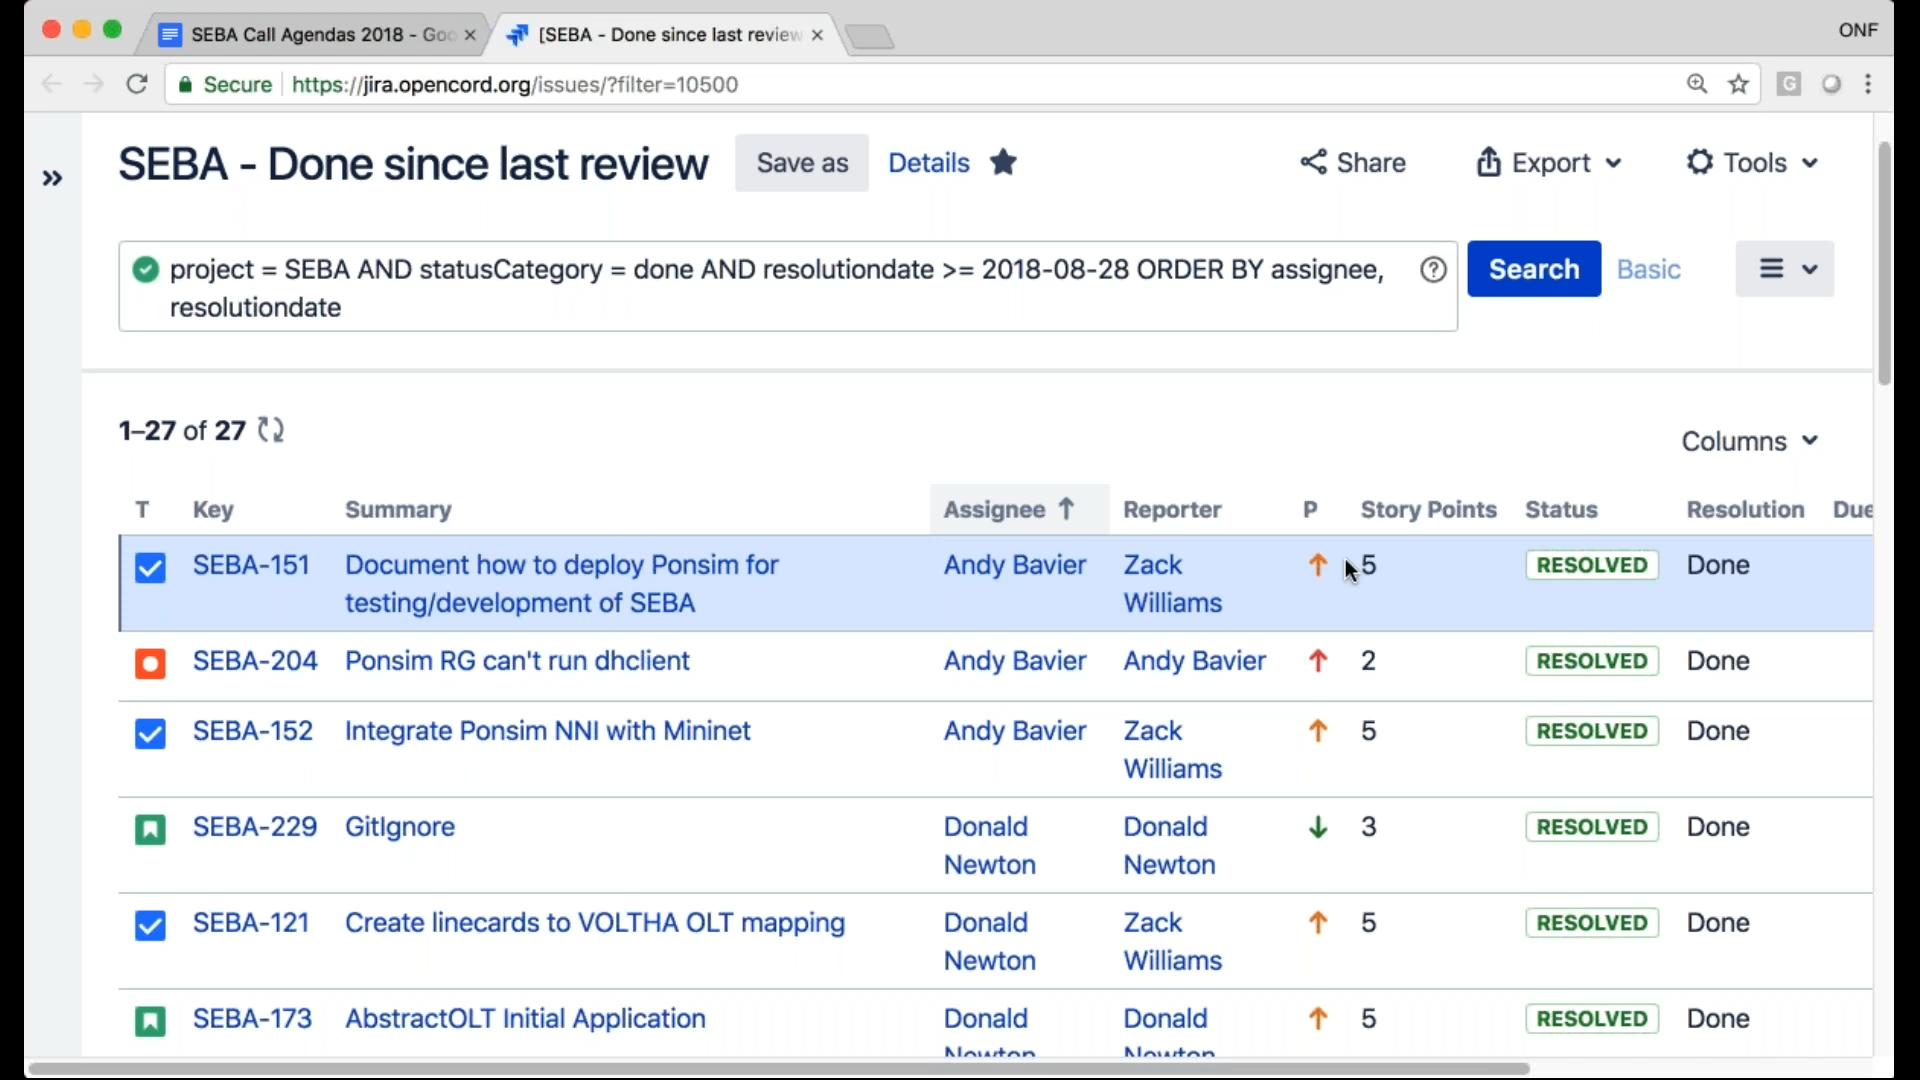 SEBA Call Agendas 2018 - Goo
[SEBA - Done since last review
ONF
Secure
https://jira.opencord.org/issues/?filter=10500
G
SEBA - Done since last review
Save as
Details
Share
Export
Tools
project = SEBA AND statusCategory = done AND resolutiondate >= 2018-08-28 ORDER BY assignee,
resolutiondate
Search
Basic
1–27 of 27
Columns
T Key Summary Assignee Reporter P Story Points Status Resolution Due
SEBA-151 Document how to deploy Ponsim for Andy Bavier Zack 5 RESOLVED Done
testing/development of SEBA Williams
SEBA-204 Ponsim RG can't run dhclient Andy Bavier Andy Bavier 2 RESOLVED Done
SEBA-152 Integrate Ponsim NNI with Mininet Andy Bavier Zack 5 RESOLVED Done
Williams
SEBA-229 GitIgnore Donald Donald 3 RESOLVED Done
Newton Newton
SEBA-121 Create linecards to VOLTHA OLT mapping Donald Zack 5 RESOLVED Done
Newton Williams
SEBA-173 AbstractOLT Initial Application Donald Donald 5 RESOLVED Done
Newton Newton